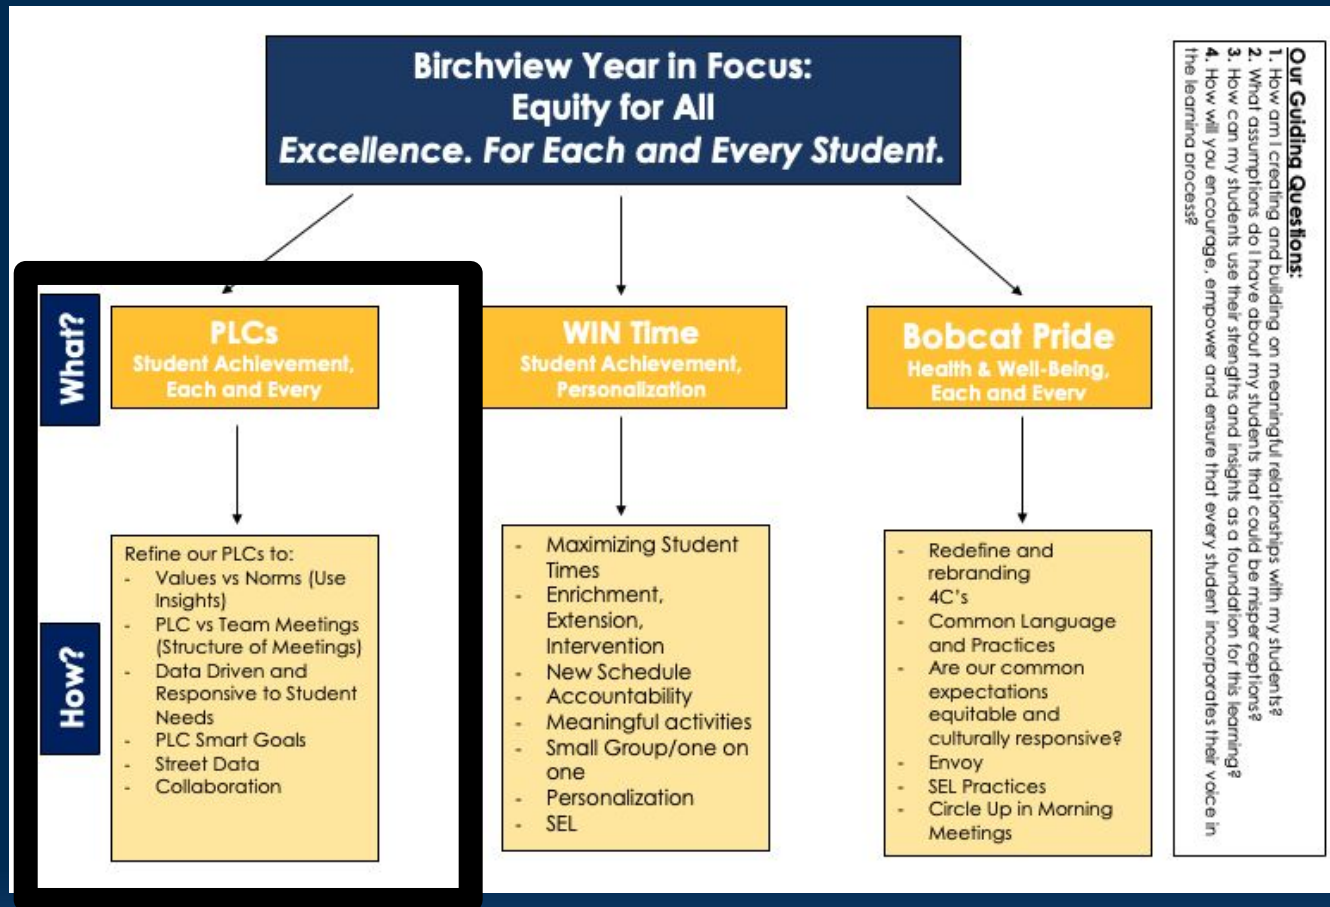 Birchview Year in Focus:
Equity for All
Excellence. For Each and Every Student.
What?
PLCs
Student Achievement,
Each and Every
WIN Time
Student Achievement,
Personalization
Bobcat Pride
Health & Well-Being,
Each and Every
How?
Refine our PLCs to:
- Values vs Norms (Use
Insights)
- PLC vs Team Meetings
(Structure of Meetings)
- Data Driven and
Responsive to Student
Needs
- PLC Smart Goals
- Street Data
- Collaboration
- Maximizing Student
Times
- Enrichment,
Extension,
Intervention
- New Schedule
- Accountability
- Meaningful activities
- Small Group/one on
one
- Personalization
- SEL
- Redefine and
rebranding
- 4C's
- Common Language
and Practices
- Are our common
expectations
equitable and
culturally responsive?
- Envoy
- SEL Practices
- Circle Up in Morning
Meetings
Our Guiding Questions:
1. How am I creating and building on meaningful relationships with my students?
2. What assumptions do I have about my students that could be misperceptions?
3. How can my students use their strengths and insights as a foundation for this learning?
4. How will you encourage, empower and ensure that every student incorporates their voice in
the learning process?